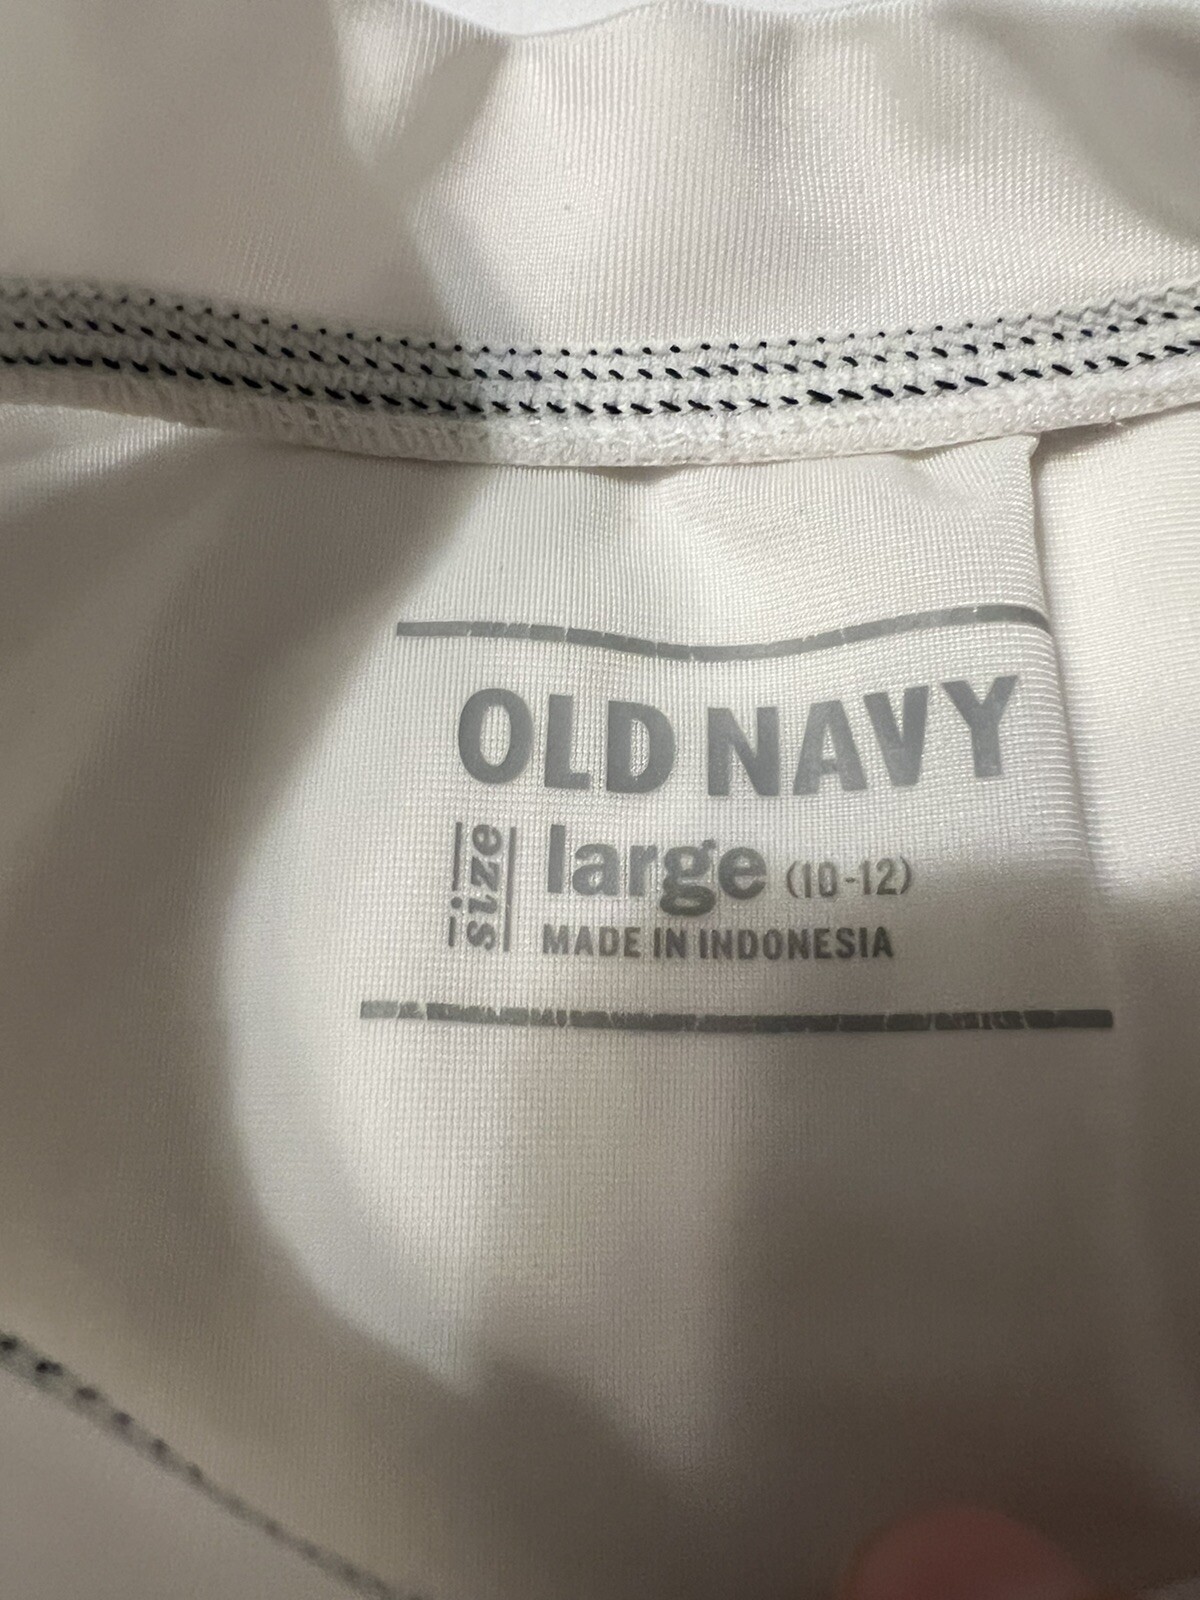 OLD NAVY
size large (10-12)
MADE IN INDONESIA